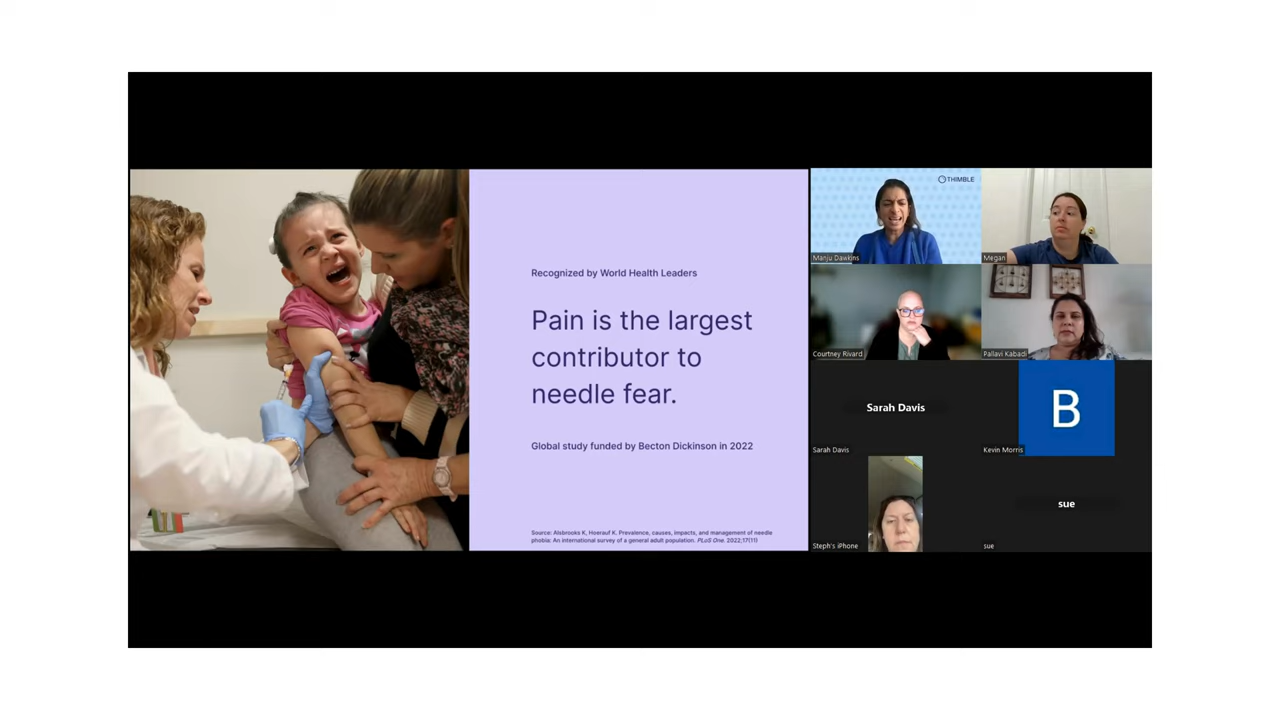 Recognized by World Health Leaders
Pain is the largest
contributor to
needle fear.
Global study funded by Becton Dickinson in 2022
Source: Alsbrooks K, Hoerauf K. Prevalence, causes, impacts, and management of needle
phobia: An international survey of a general adult population. PLoS One. 2022;17(11)
THIMBLE
Manju Dawkins
Megan
Courtney Rivard
Pallavi Kabadi
Sarah Davis
Sarah Davis
B
Kevin Morris
Steph's iPhone
sue
sue